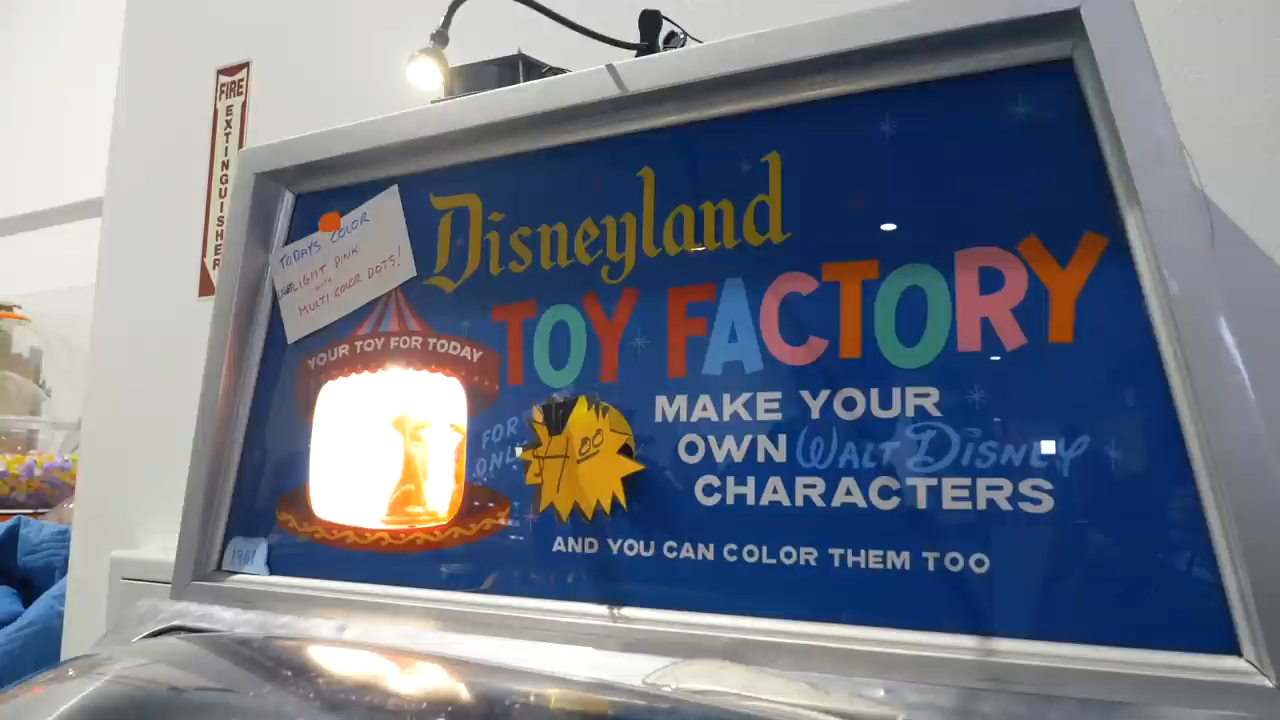 FIRE
EXTINGUISHER
TODAYS COLOR
LIGHT PINK
with
MULTI COLOR DOTS!
Disneyland
TOY FACTORY
YOUR TOY FOR TODAY
FOR
ONLY
MAKE YOUR
OWN WALT DISNEY
CHARACTERS
AND YOU CAN COLOR THEM TOO